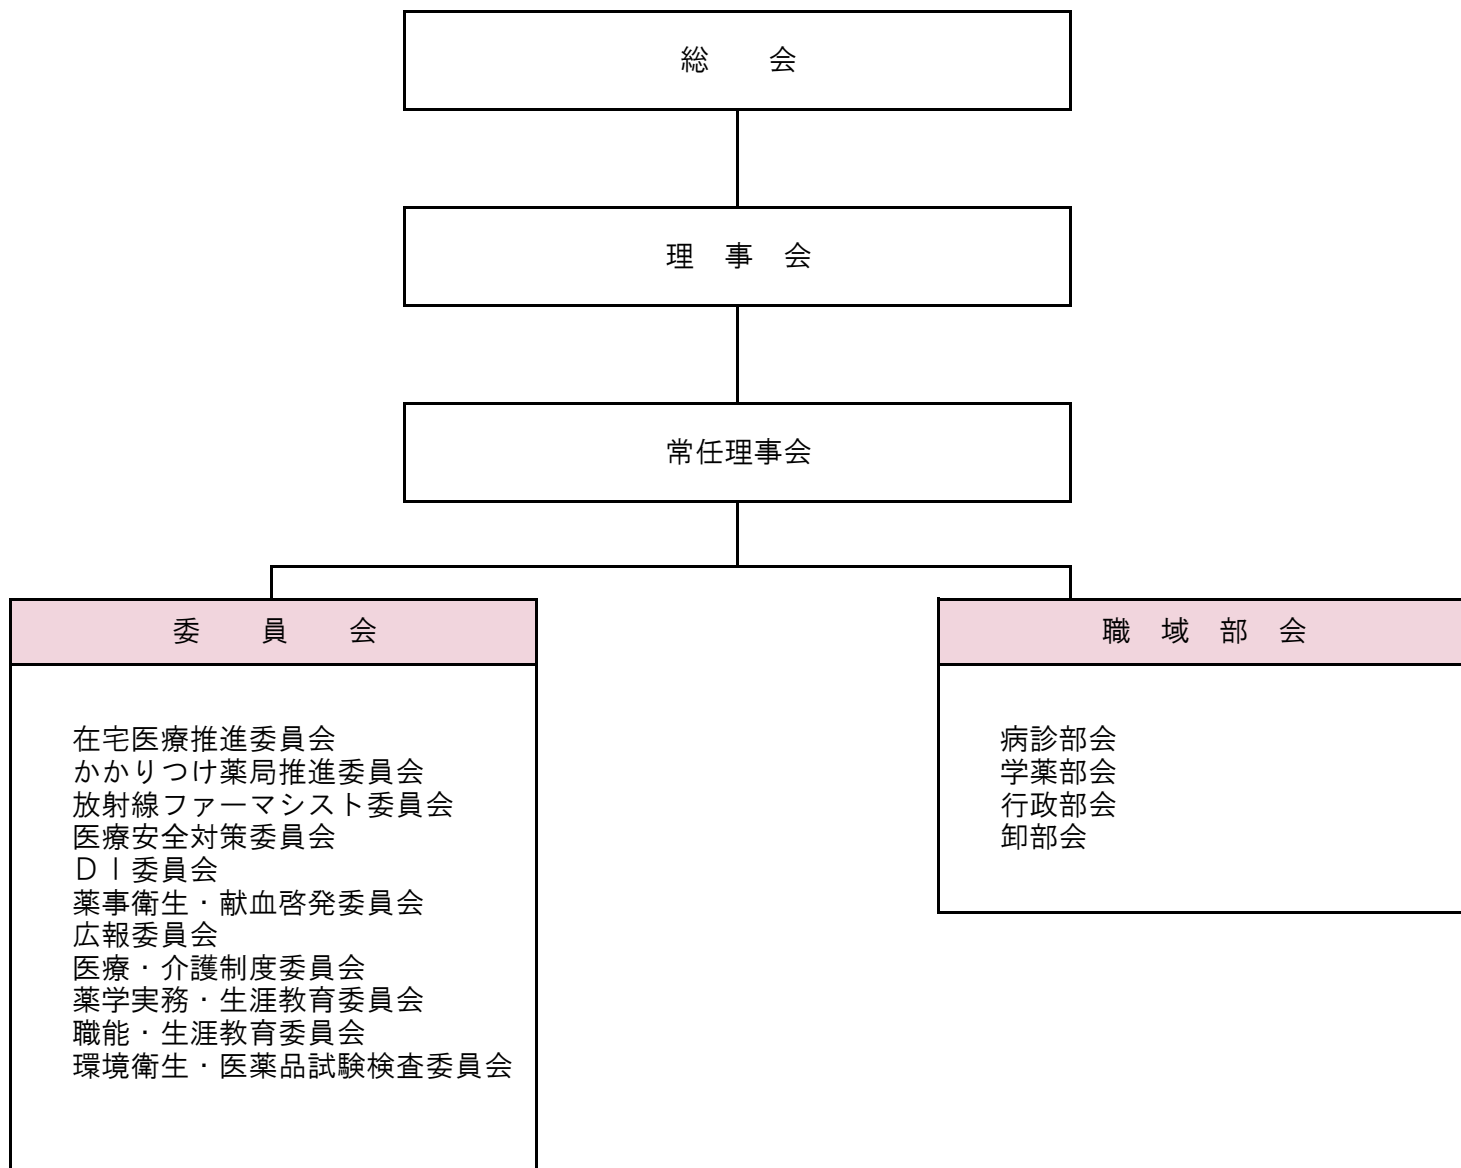 総　会
理　事　会
常任理事会
委　員　会
在宅医療推進委員会
かかりつけ薬局推進委員会
放射線ファーマシスト委員会
医療安全対策委員会
ＤＩ委員会
薬事衛生・献血啓発委員会
広報委員会
医療・介護制度委員会
薬学実務・生涯教育委員会
職能・生涯教育委員会
環境衛生・医薬品試験検査委員会
職　域　部　会
病診部会
学薬部会
行政部会
卸部会